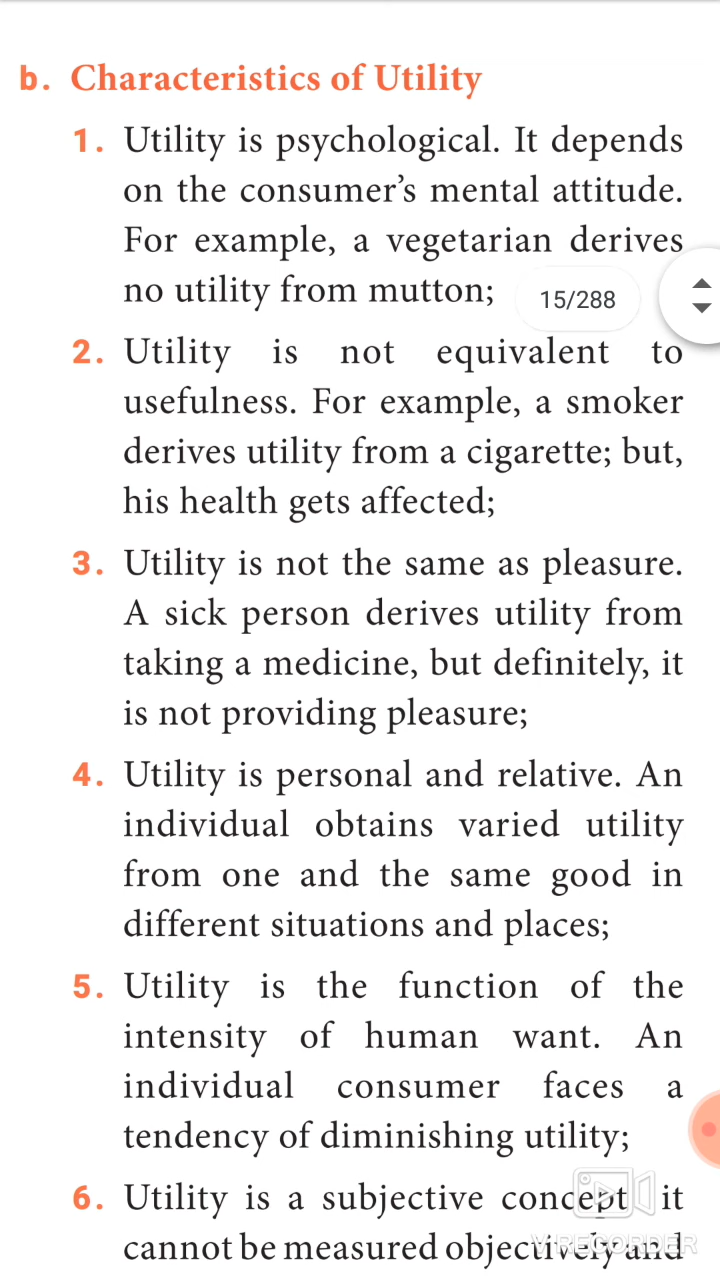 b. Characteristics of Utility
1. Utility is psychological. It depends
on the consumer’s mental attitude.
For example, a vegetarian derives
no utility from mutton;
15/288
2. Utility is not equivalent to
usefulness. For example, a smoker
derives utility from a cigarette; but,
his health gets affected;
3. Utility is not the same as pleasure.
A sick person derives utility from
taking a medicine, but definitely, it
is not providing pleasure;
4. Utility is personal and relative. An
individual obtains varied utility
from one and the same good in
different situations and places;
5. Utility is the function of the
intensity of human want. An
individual consumer faces a
tendency of diminishing utility;
6. Utility is a subjective concept it
cannot be measured objectively and
V RECORDER